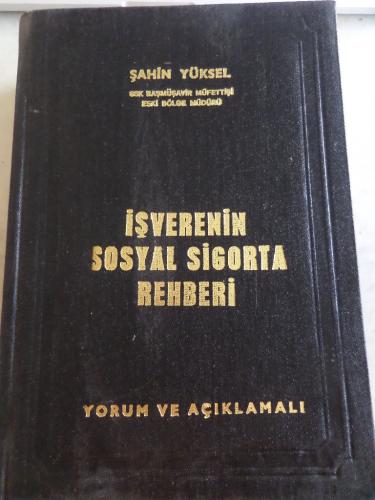 ŞAHİN YÜKSEL
SSK BAŞMÜŞAVİR MÜFETTİŞİ
ESKİ BÖLGE MÜDÜRÜ
İŞVERENİN
SOSYAL SİGORTA
REHBERİ
YORUM VE AÇIKLAMALI